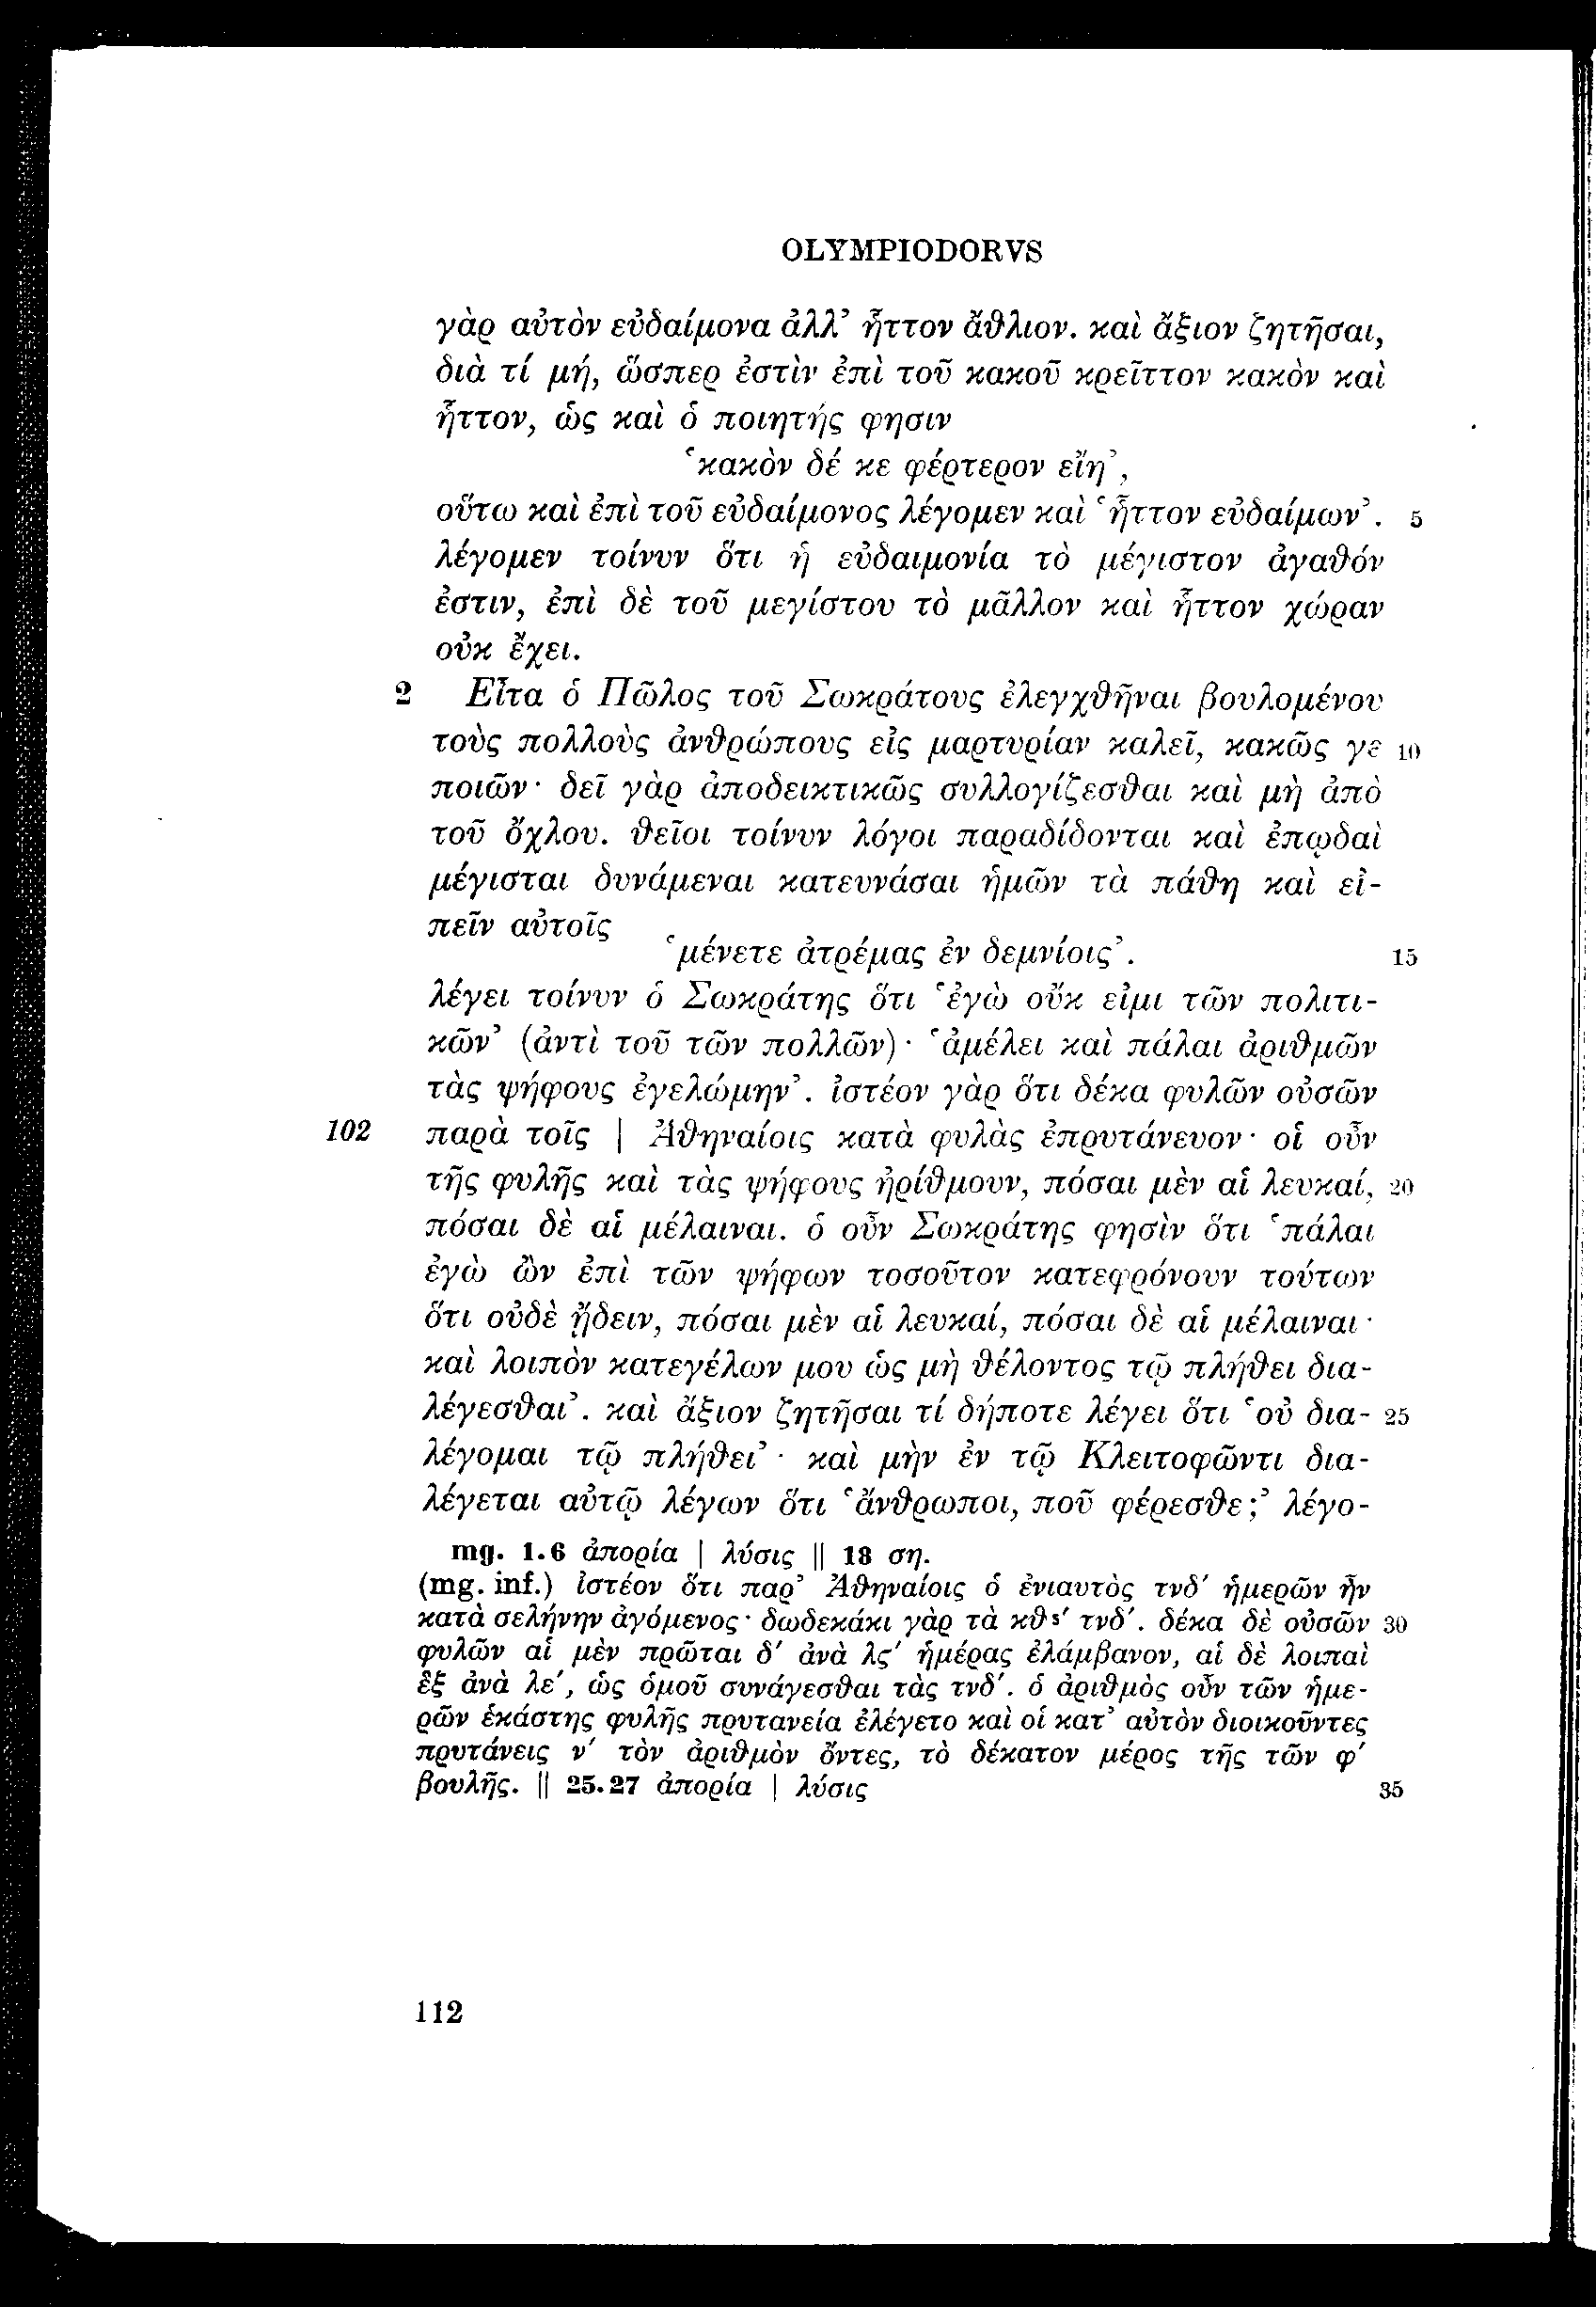 OLYMPIODORVS
γὰρ αὐτὸν εὐδαίμονα ἀλλ’ ἧττον ἄθλιον. καὶ ἄξιον ζητῆσαι,
διὰ τί μή, ὥσπερ ἐστὶν ἐπὶ τοῦ κακοῦ κρεῖττον κακὸν καὶ
ἧττον, ὡς καὶ ὁ ποιητής φησιν
‘κακὸν δέ κε φέρτερον εἴη’,
οὕτω καὶ ἐπὶ τοῦ εὐδαίμονος λέγομεν καὶ ‘ἧττον εὐδαίμων’. 5
λέγομεν τοίνυν ὅτι ἡ εὐδαιμονία τὸ μέγιστον ἀγαθόν
ἐστιν, ἐπὶ δὲ τοῦ μεγίστου τὸ μᾶλλον καὶ ἧττον χώραν
οὐκ ἔχει.
2 Εἶτα ὁ Πῶλος τοῦ Σωκράτους ἐλεγχθῆναι βουλομένου
τοὺς πολλοὺς ἀνθρώπους εἰς μαρτυρίαν καλεῖ, κακῶς γε 10
ποιῶν· δεῖ γὰρ ἀποδεικτικῶς συλλογίζεσθαι καὶ μὴ ἀπὸ
τοῦ ὄχλου. θεῖοι τοίνυν λόγοι παραδίδονται καὶ ἐπῳδαὶ
μέγισται δυνάμεναι κατευνάσαι ἡμῶν τὰ πάθη καὶ εἰ-
πεῖν αὐτοῖς
‘μένετε ἀτρέμας ἐν δεμνίοις’. 15
λέγει τοίνυν ὁ Σωκράτης ὅτι ‘ἐγὼ οὔκ εἰμι τῶν πολιτι-
κῶν’ (ἀντὶ τοῦ τῶν πολλῶν)· ‘ἀμέλει καὶ πάλαι ἀριθμῶν
τὰς ψήφους ἐγελώμην’. ἰστέον γὰρ ὅτι δέκα φυλῶν οὐσῶν
102 παρὰ τοῖς | Ἀθηναίοις κατὰ φυλὰς ἐπρυτάνευον· οἱ οὖν
τῆς φυλῆς καὶ τὰς ψήφους ἠρίθμουν, πόσαι μὲν αἱ λευκαί, 20
πόσαι δὲ αἱ μέλαιναι. ὁ οὖν Σωκράτης φησὶν ὅτι ‘πάλαι
ἐγὼ ὢν ἐπὶ τῶν ψήφων τοσοῦτον κατεφρόνουν τούτων
ὅτι οὐδὲ ᾔδειν, πόσαι μὲν αἱ λευκαί, πόσαι δὲ αἱ μέλαιναι·
καὶ λοιπὸν κατεγέλων μου ὡς μὴ θέλοντος τῷ πλήθει δια-
λέγεσθαι’. καὶ ἄξιον ζητῆσαι τί δήποτε λέγει ὅτι ‘οὐ δια- 25
λέγομαι τῷ πλήθει’· καὶ μὴν ἐν τῷ Κλειτοφῶντι δια-
λέγεται αὐτῷ λέγων ὅτι ‘ἄνθρωποι, ποῦ φέρεσθε;’ λέγο-
mg. 1.6 ἀπορία | λύσις || 18 ση.
(mg. inf.) ἰστέον ὅτι παρ’ Ἀθηναίοις ὁ ἐνιαυτὸς τνδ′ ἡμερῶν ἦν
κατὰ σελήνην ἀγόμενος· δωδεκάκι γὰρ τὰ κθs′ τνδ′. δέκα δὲ οὐσῶν 30
φυλῶν αἱ μὲν πρῶται δ′ ἀνὰ λς′ ἡμέρας ἐλάμβανον, αἱ δὲ λοιπαὶ
ἓξ ἀνὰ λε′, ὡς ὁμοῦ συνάγεσθαι τὰς τνδ′. ὁ ἀριθμὸς οὖν τῶν ἡμε-
ρῶν ἑκάστης φυλῆς πρυτανεία ἐλέγετο καὶ οἱ κατ’ αὐτὸν διοικοῦντες
πρυτάνεις ν′ τὸν ἀριθμὸν ὄντες, τὸ δέκατον μέρος τῆς τῶν φ′
βουλῆς. || 25.27 ἀπορία | λύσις 35
112